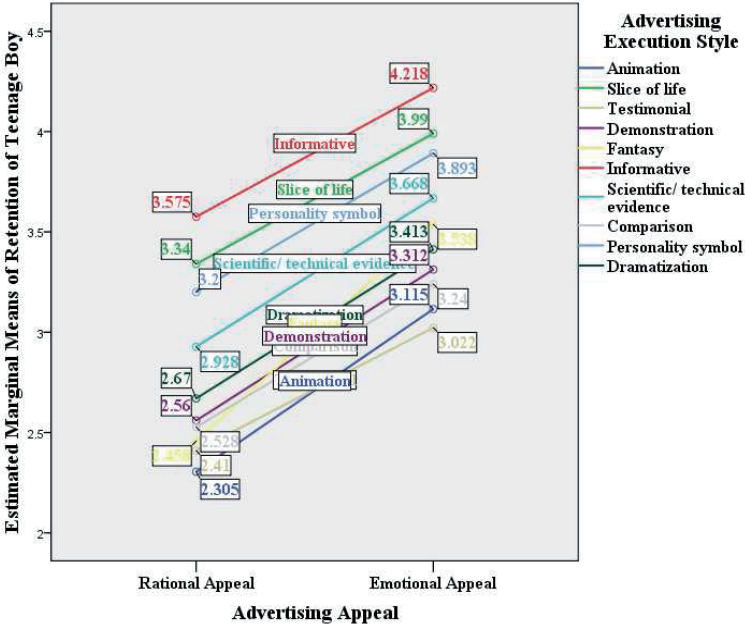 Estimated Marginal Means of Retention of Teenage Boy
4.5
4
3.5
3
2.5
2
4.218
3.99
3.893
3.668
3.575
3.413
3.538
3.34
3.312
3.2
3.115
3.24
3.022
2.928
2.67
2.56
2.528
2.458
2.41
2.305
Informative
Slice of life
Personality symbol
Scientific/ technical evidence
Dramatization
Fantasy
Demonstration
Comparison
Animation
Rational Appeal
Emotional Appeal
Advertising Appeal
Advertising
Execution Style
Animation
Slice of life
Testimonial
Demonstration
Fantasy
Informative
Scientific/ technical
evidence
Comparison
Personality symbol
Dramatization